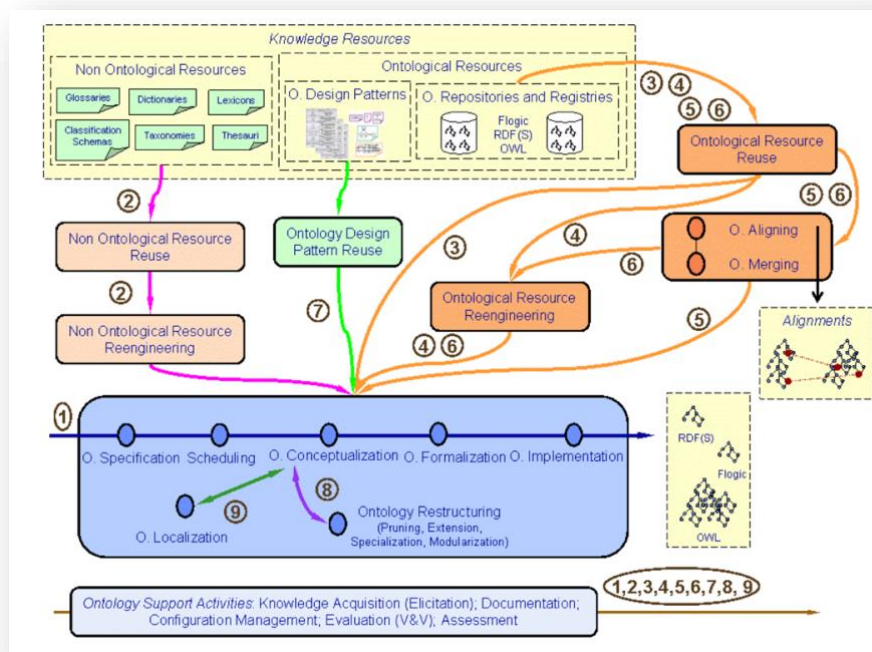 Knowledge Resources
Non Ontological Resources
Glossaries
Dictionaries
Lexicons
Classification
Schemas
Taxonomies
Thesauri
Ontological Resources
O. Design Patterns
O. Repositories and Registries
Flogic
RDF(S)
OWL
3 4
5 6
Ontological Resource
Reuse
5 6
2
Non Ontological Resource
Reuse
Ontology Design
Pattern Reuse
3
4
6
O. Aligning
O. Merging
2
7
Ontological Resource
Reengineering
Non Ontological Resource
Reengineering
4 6
5
Alignments
1
O. Specification
Scheduling
O. Conceptualization
O. Formalization
O. Implementation
9
8
O. Localization
Ontology Restructuring
(Pruning, Extension,
Specialization, Modularization)
RDF(S)
Flogic
OWL
Ontology Support Activities: Knowledge Acquisition (Elicitation); Documentation;
Configuration Management; Evaluation (V&V); Assessment
1,2,3,4,5,6,7,8, 9